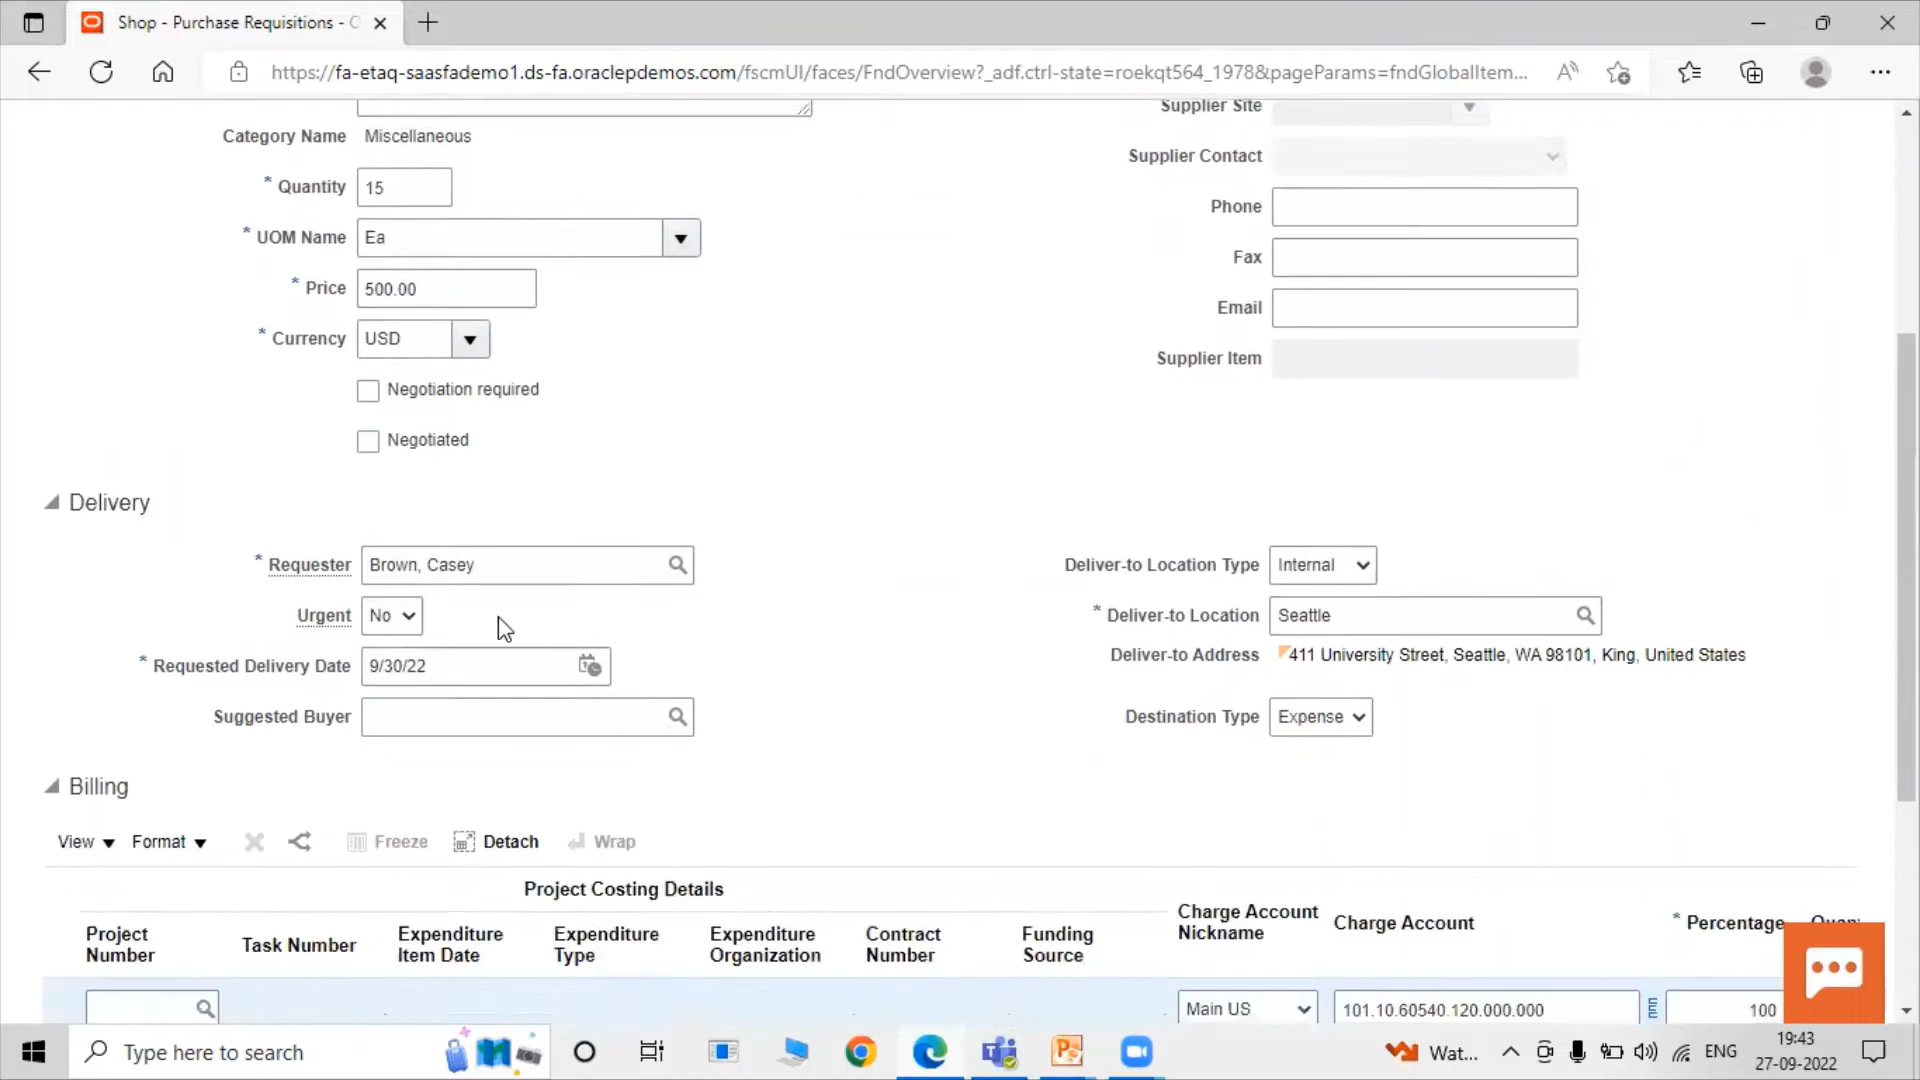 Shop - Purchase Requisitions - C
https://fa-etaq-saasfademo1.ds-fa.oraclepdemos.com/fscmUI/faces/FndOverview?_adf.ctrl-state=roekqt564_1978&pageParams=fndGlobalItem...
Supplier Site
Category Name Miscellaneous
Supplier Contact
* Quantity 15
Phone
* UOM Name Ea
Fax
* Price 500.00
Email
* Currency USD
Supplier Item
Negotiation required
Negotiated
Delivery
* Requester Brown, Casey
Deliver-to Location Type Internal
Urgent No
* Deliver-to Location Seattle
* Requested Delivery Date 9/30/22
Deliver-to Address 411 University Street, Seattle, WA 98101, King, United States
Suggested Buyer
Destination Type Expense
Billing
View Format Freeze Detach Wrap
Project Costing Details
Project Number
Task Number
Expenditure Item Date
Expenditure Type
Expenditure Organization
Contract Number
Funding Source
Charge Account Nickname
Charge Account
* Percentage
Main US 101.10.60540.120.000.000 100
Type here to search
Wat...
ENG
19:43
27-09-2022